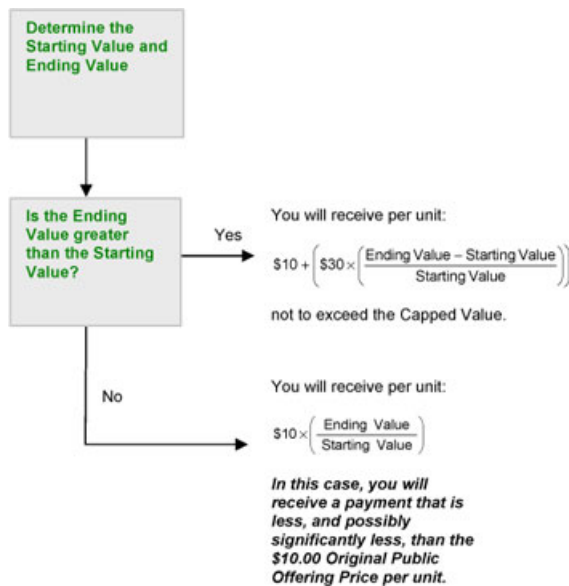 Determine the
Starting Value and
Ending Value
Is the Ending
Value greater
than the Starting
Value?
Yes
You will receive per unit:
$10 + ($30 × (Ending Value – Starting Value / Starting Value))
not to exceed the Capped Value.
No
You will receive per unit:
$10 × (Ending Value / Starting Value)
In this case, you will
receive a payment that is
less, and possibly
significantly less, than the
$10.00 Original Public
Offering Price per unit.